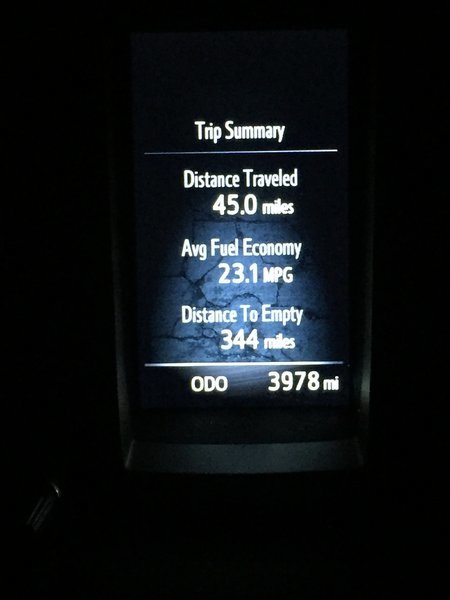 Trip Summary
Distance Traveled
45.0 miles
Avg Fuel Economy
23.1 MPG
Distance To Empty
344 miles
ODO 3978 mi